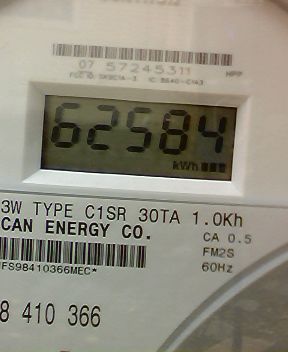 07 57245311 HPP
62584
kWh
3W TYPE C1SR 30TA 1.0Kh
CAN ENERGY CO. CA 0.5
FM2S
*FS98410366MEC* 60Hz
8 410 366